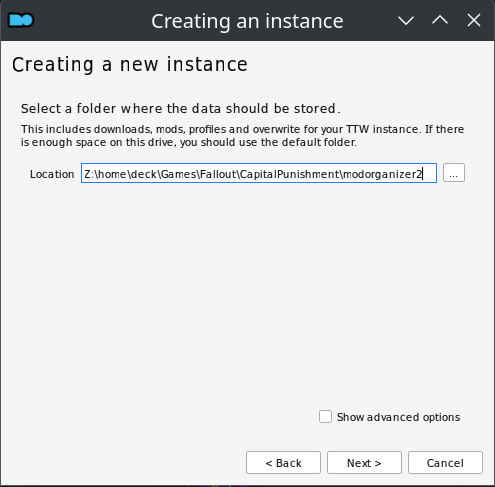 Creating an instance
Creating a new instance
Select a folder where the data should be stored.
This includes downloads, mods, profiles and overwrite for your TTW instance. If there
is enough space on this drive, you should use the default folder.
Location Z:\home\deck\Games\Fallout\CapitalPunishment\modorganizer2 ...
Show advanced options
< Back Next > Cancel